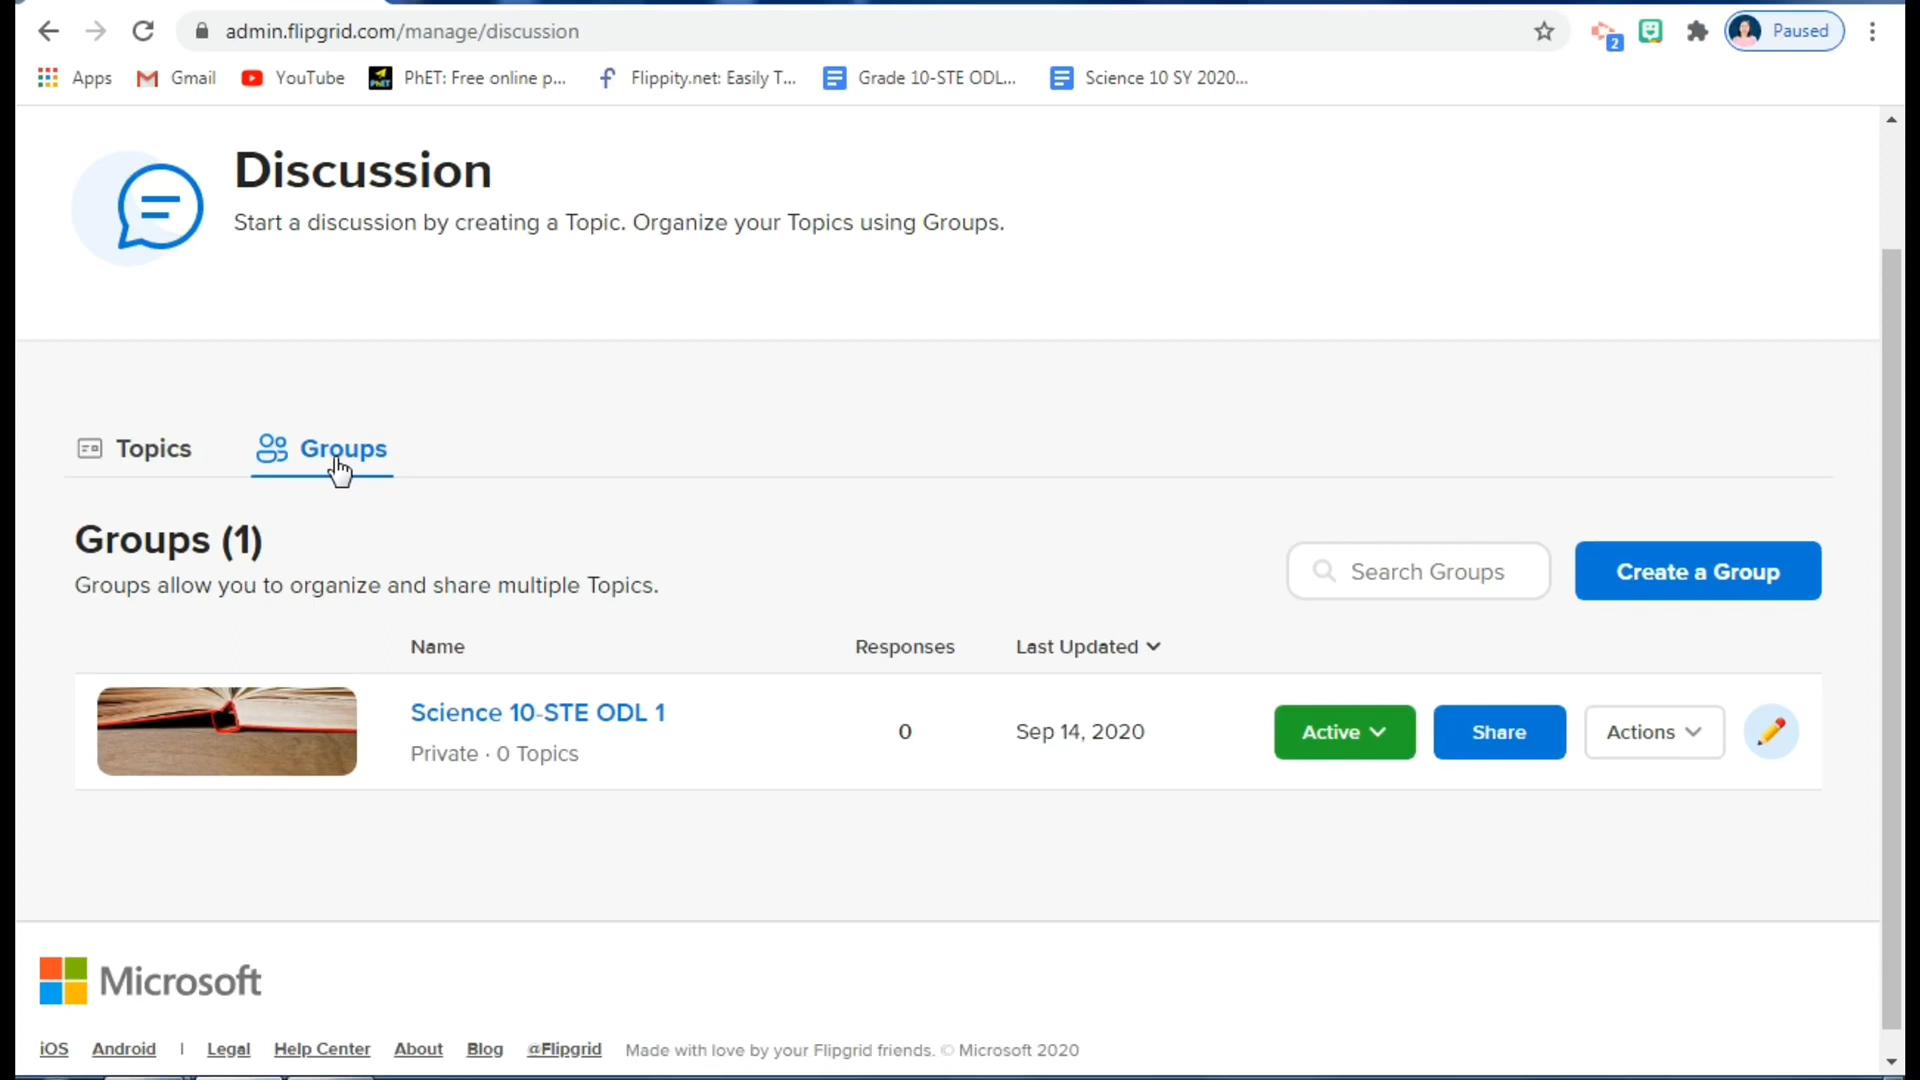 admin.flipgrid.com/manage/discussion
2
Paused
Apps
Gmail
YouTube
PhET
PhET: Free online p...
Flippity.net: Easily T...
Grade 10-STE ODL...
Science 10 SY 2020...
Discussion
Start a discussion by creating a Topic. Organize your Topics using Groups.
Topics
Groups
Groups (1)
Groups allow you to organize and share multiple Topics.
Search Groups
Create a Group
Name
Responses
Last Updated
Science 10-STE ODL 1
Private · 0 Topics
0
Sep 14, 2020
Active
Share
Actions
Microsoft
iOS
Android
|
Legal
Help Center
About
Blog
@Flipgrid
Made with love by your Flipgrid friends. © Microsoft 2020